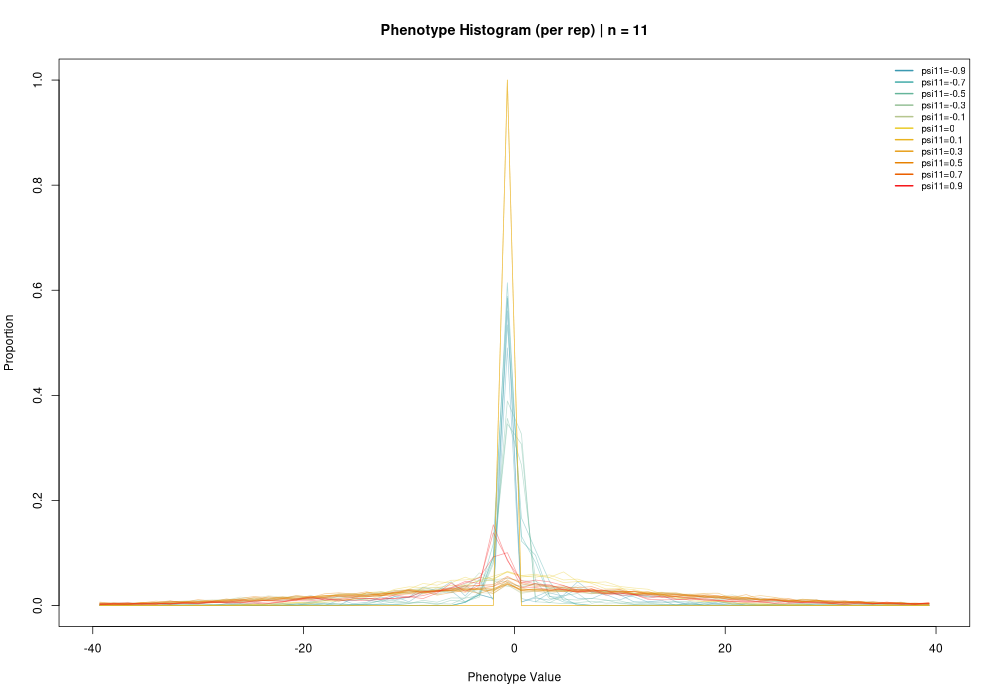 Phenotype Histogram (per rep) | n = 11
psi11=-0.9
psi11=-0.7
psi11=-0.5
psi11=-0.3
psi11=-0.1
psi11=0
psi11=0.1
psi11=0.3
psi11=0.5
psi11=0.7
psi11=0.9
Proportion
1.0
0.8
0.6
0.4
0.2
0.0
-40 -20 0 20 40
Phenotype Value